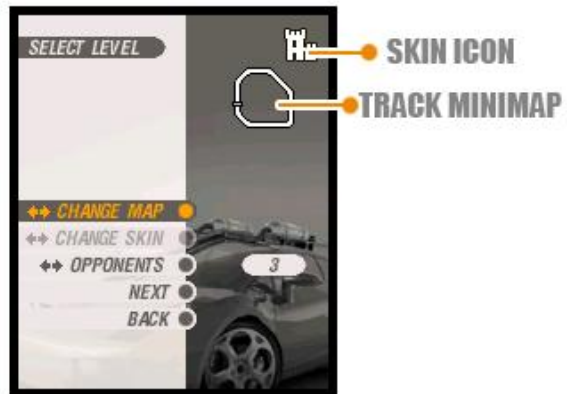 SELECT LEVEL
SKIN ICON
TRACK MINIMAP
CHANGE MAP
CHANGE SKIN
OPPONENTS 3
NEXT
BACK